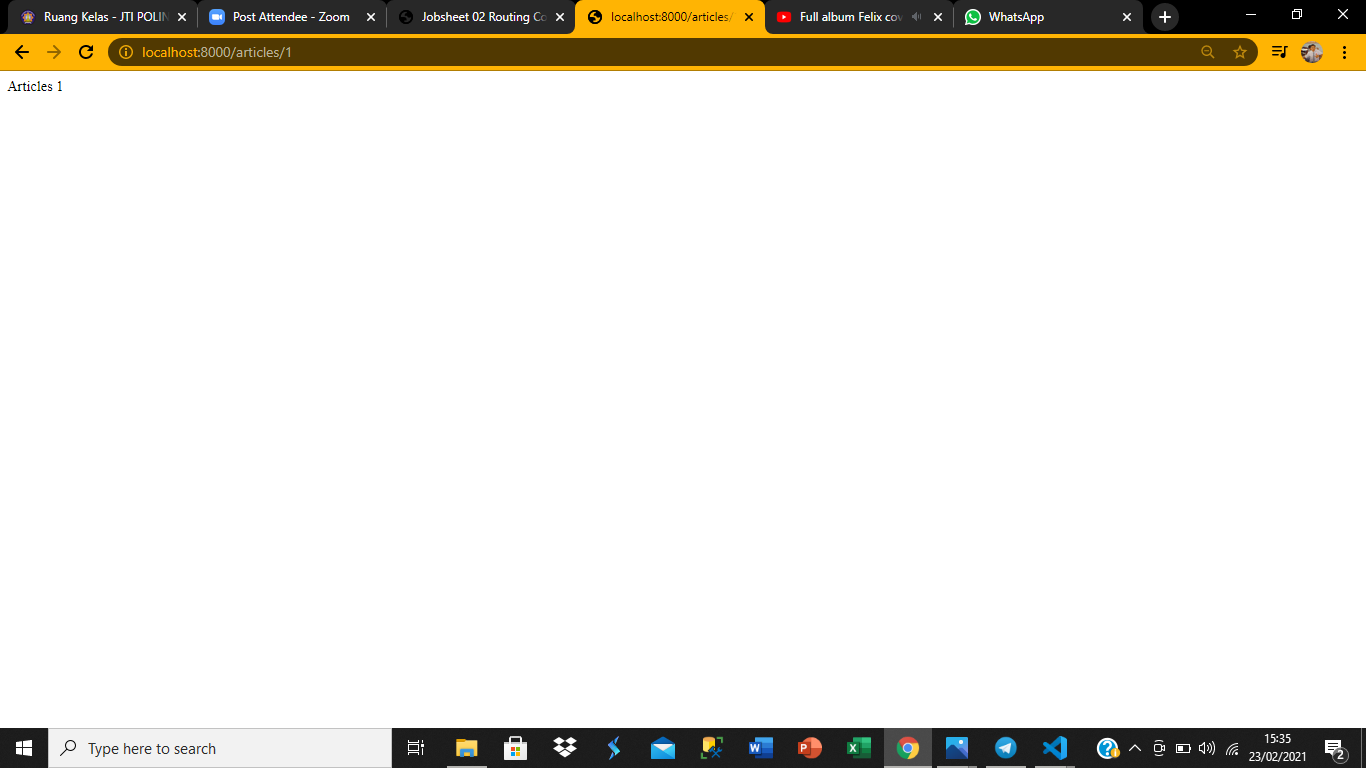 Ruang Kelas - JTI POLIN
Post Attendee - Zoom
Jobsheet 02 Routing Co
localhost:8000/articles/
Full album Felix cov
WhatsApp
localhost:8000/articles/1
Articles 1
Type here to search
15:35
23/02/2021
2